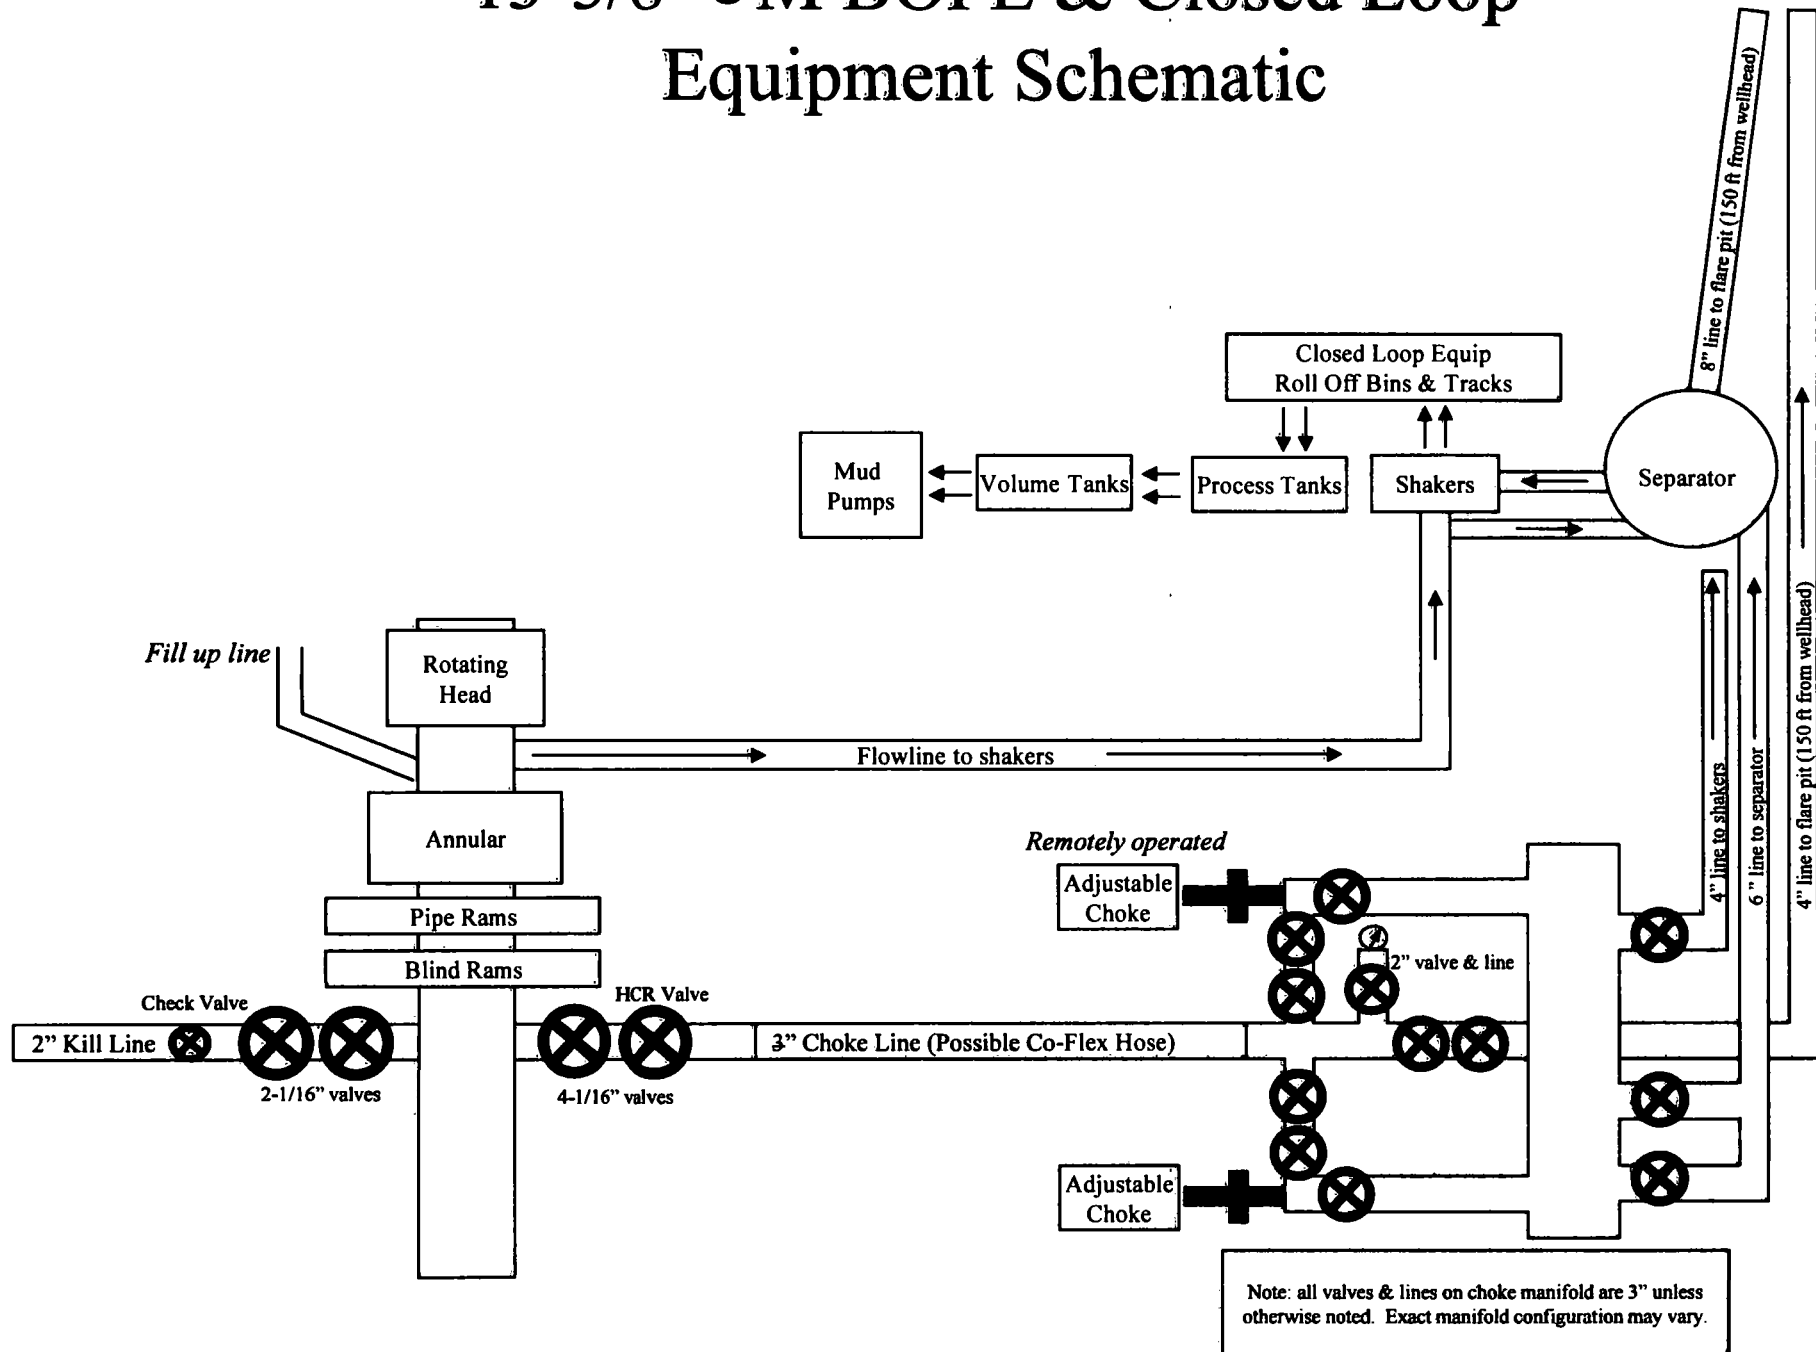 BOPE & Closed Loop
Equipment Schematic
8” line to flare pit (150 ft from wellhead)
Closed Loop Equip
Roll Off Bins & Tracks
Mud
Pumps
Volume Tanks
Process Tanks
Shakers
Separator
Fill up line
Rotating
Head
Flowline to shakers
Annular
Pipe Rams
Blind Rams
Check Valve
HCR Valve
2” Kill Line
3” Choke Line (Possible Co-Flex Hose)
2-1/16” valves
4-1/16” valves
Remotely operated
Adjustable
Choke
2” valve & line
Adjustable
Choke
4” line to shakers
6” line to separator
4” line to flare pit (150 ft from wellhead)
Note: all valves & lines on choke manifold are 3” unless
otherwise noted. Exact manifold configuration may vary.